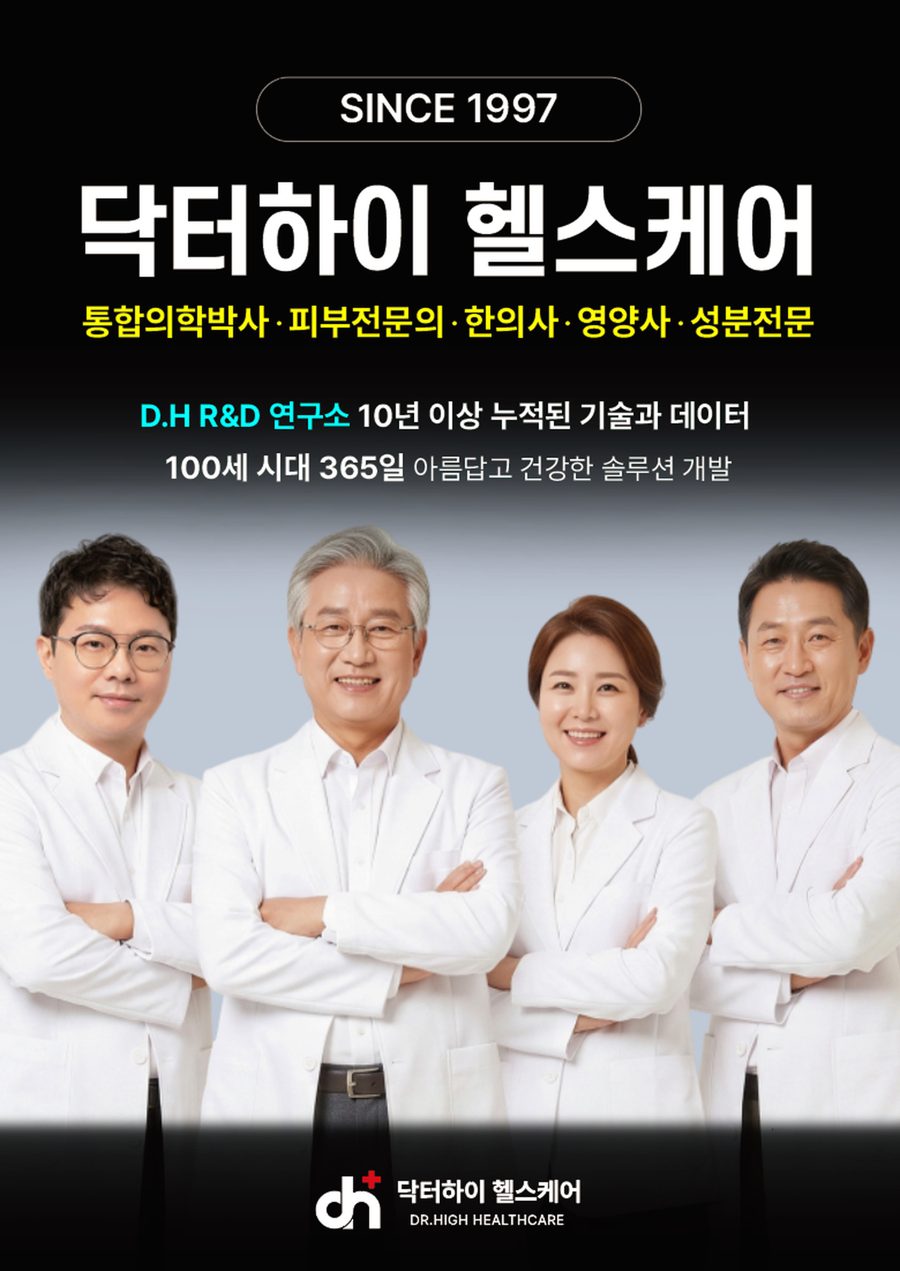 SINCE 1997
닥터하이 헬스케어
통합의학박사·피부전문의·한의사·영양사·성분전문
D.H R&D 연구소 10년 이상 누적된 기술과 데이터
100세 시대 365일 아름답고 건강한 솔루션 개발
dh 닥터하이 헬스케어
DR.HIGH HEALTHCARE